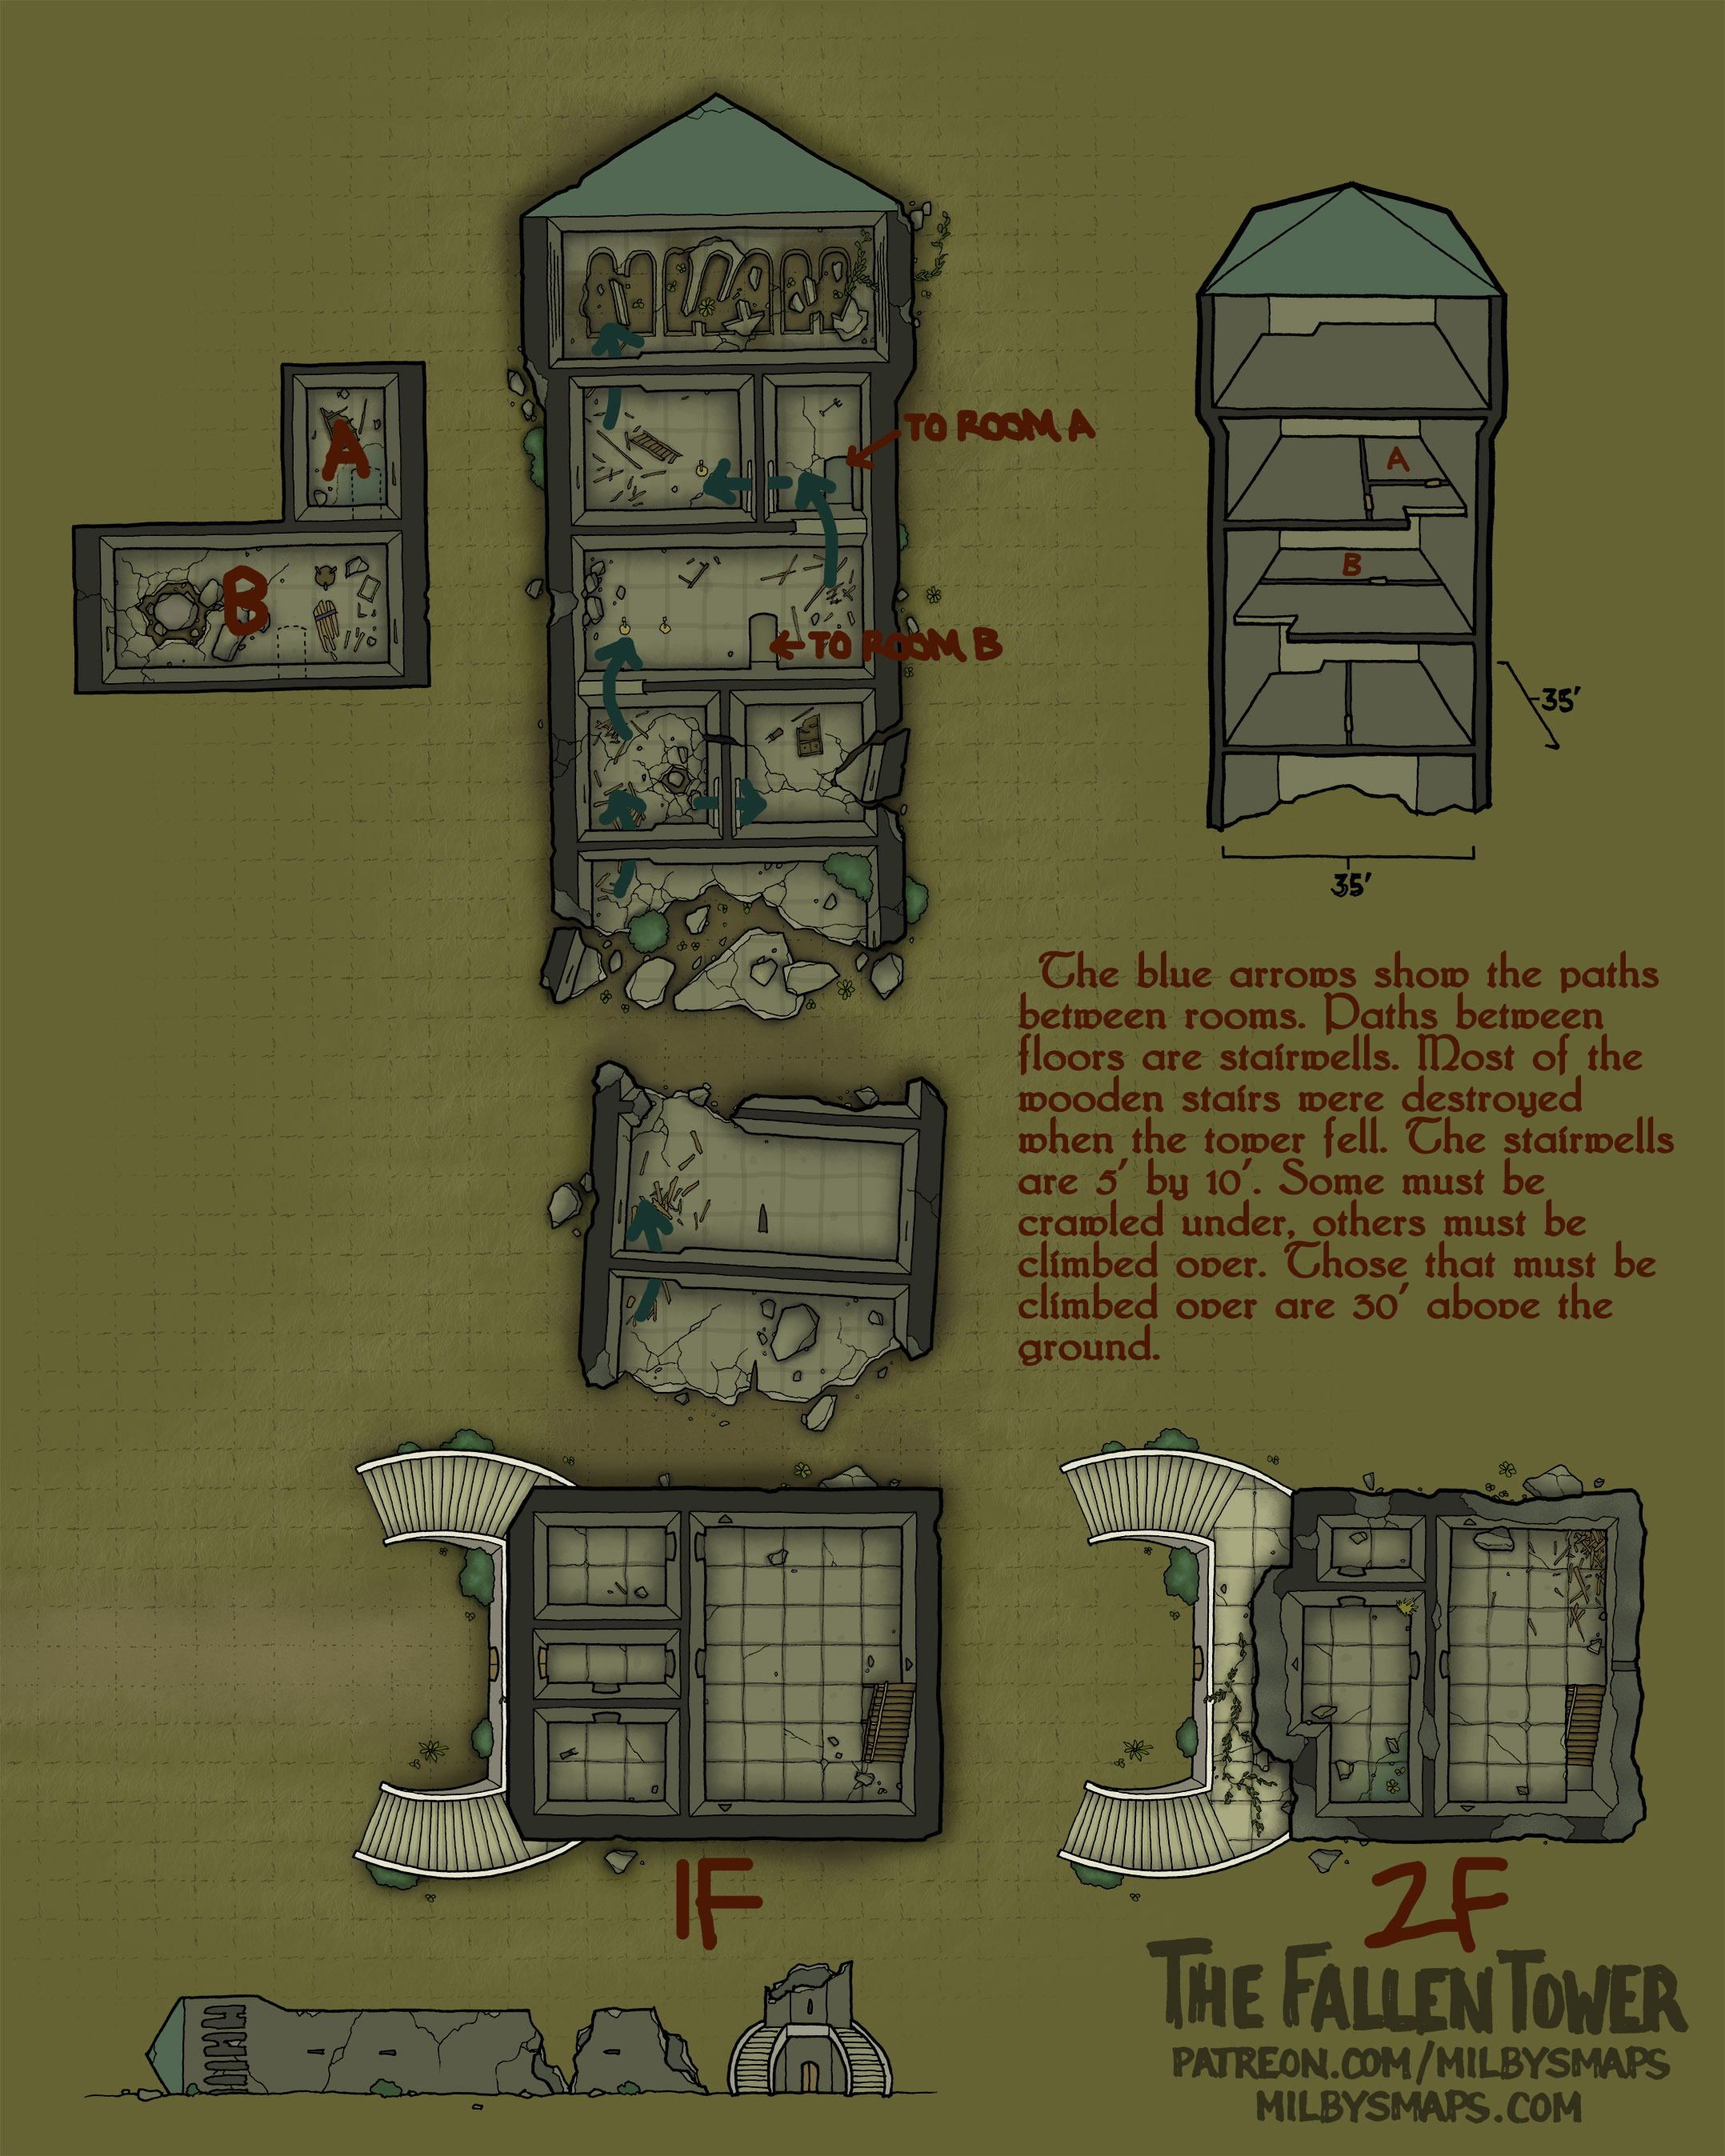 TO ROOM A
A
A
B
B
TO ROOM B
35'
35'
The blue arrows show the paths
between rooms. Paths between
floors are stairwells. Most of the
wooden stairs were destroyed
when the tower fell. The stairwells
are 5' by 10'. Some must be
crawled under, others must be
climbed over. Those that must be
climbed over are 30' above the
ground.
1F
2F
THE FALLEN TOWER
PATREON.COM/MILBYSMAPS
MILBYSMAPS.COM